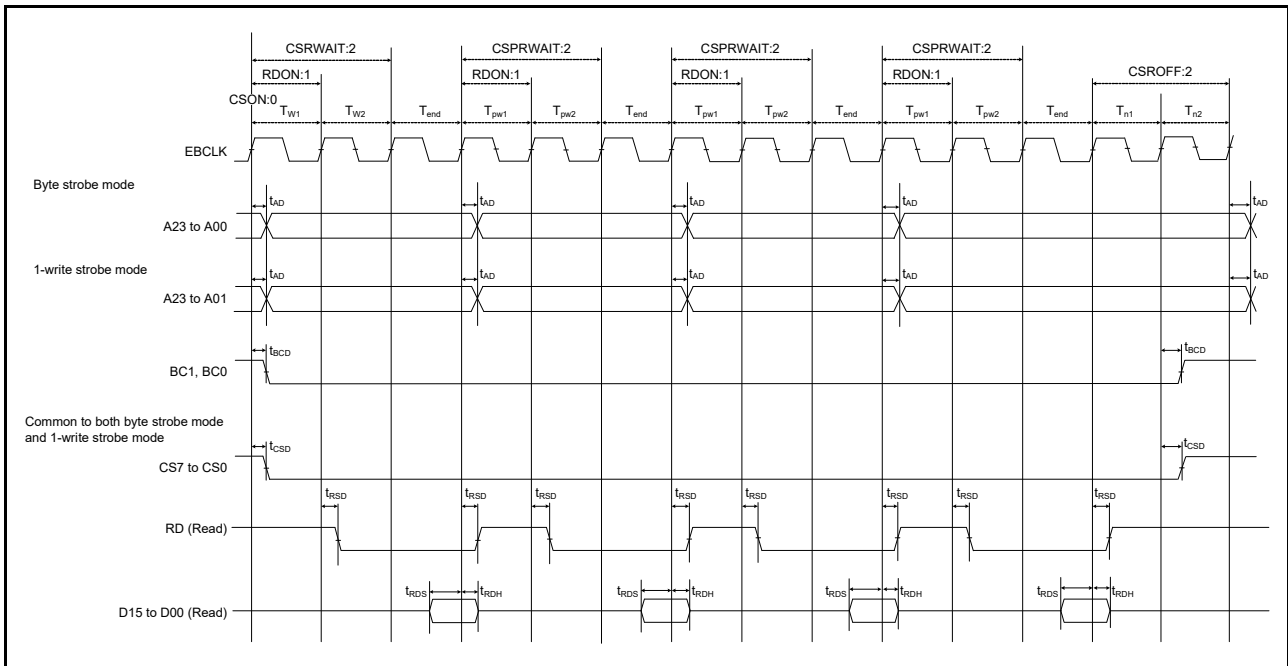 CSRWAIT:2 CSPRWAIT:2 CSPRWAIT:2 CSPRWAIT:2
RDON:1 RDON:1 RDON:1 RDON:1 CSROFF:2
CSON:0
TW1 TW2 Tend Tpw1 Tpw2 Tend Tpw1 Tpw2 Tend Tpw1 Tpw2 Tend Tn1 Tn2
EBCLK
Byte strobe mode
tAD tAD tAD tAD tAD
A23 to A00
1-write strobe mode
tAD tAD tAD tAD tAD
A23 to A01
tBCD tBCD
BC1, BC0
Common to both byte strobe mode
and 1-write strobe mode
tCSD tCSD
CS7 to CS0
tRSD tRSD tRSD tRSD tRSD tRSD tRSD tRSD
RD (Read)
tRDS tRDH tRDS tRDH tRDS tRDH tRDS tRDH
D15 to D00 (Read)